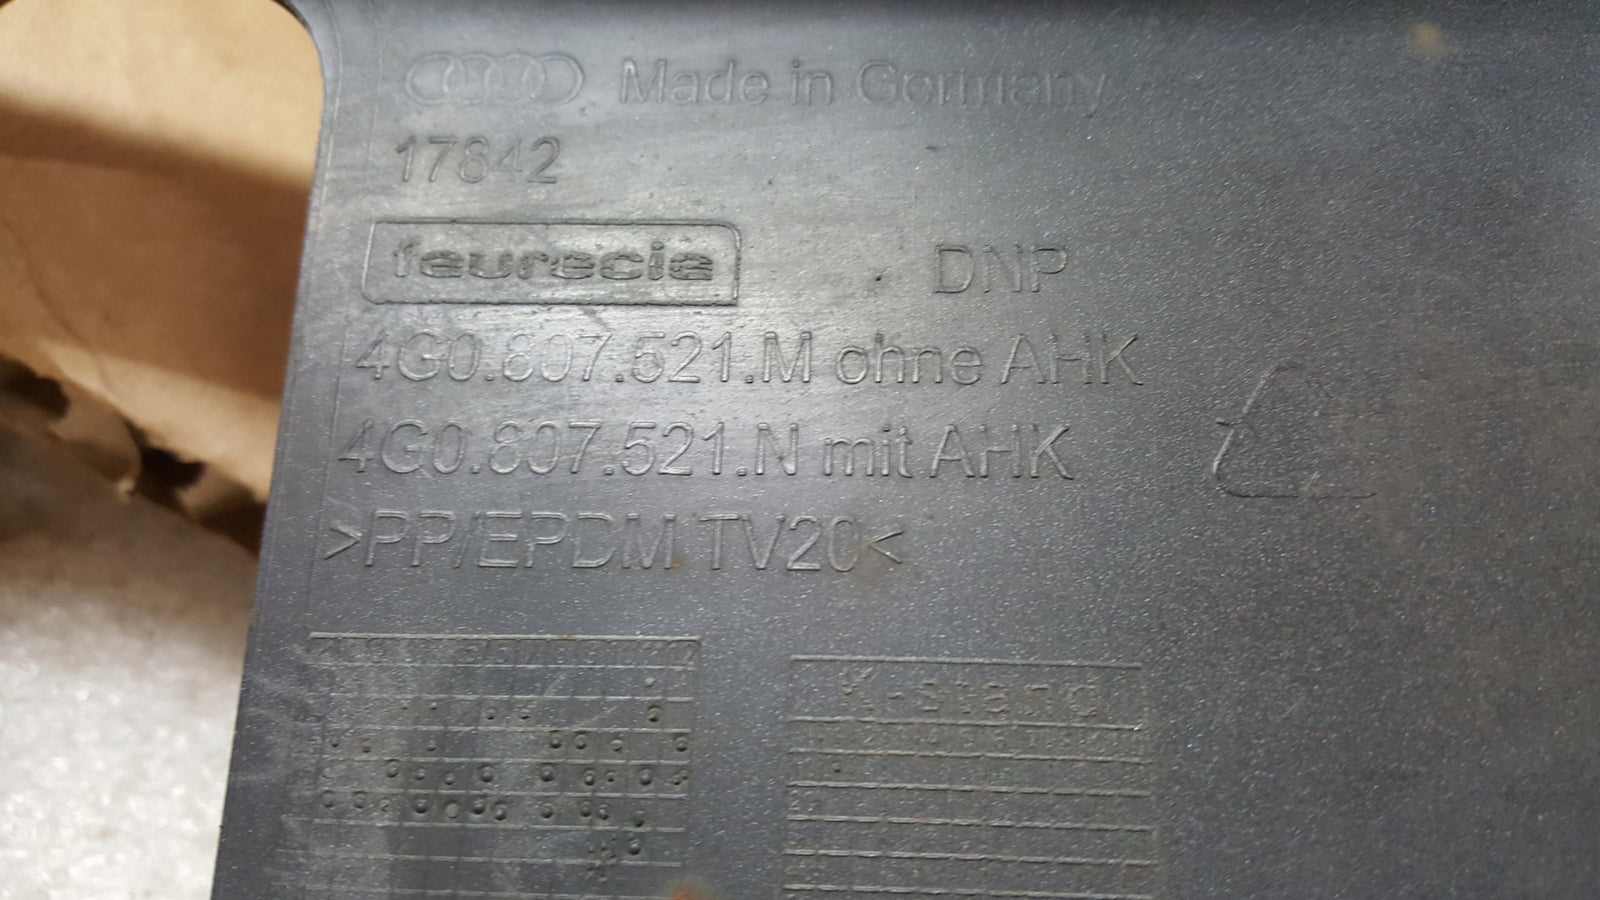 Made in Germany
17842
faurecia
DNP
4G0.807.521.M ohne AHK
4G0.807.521.N mit AHK
>PP/EPDM TV20<
K-stand